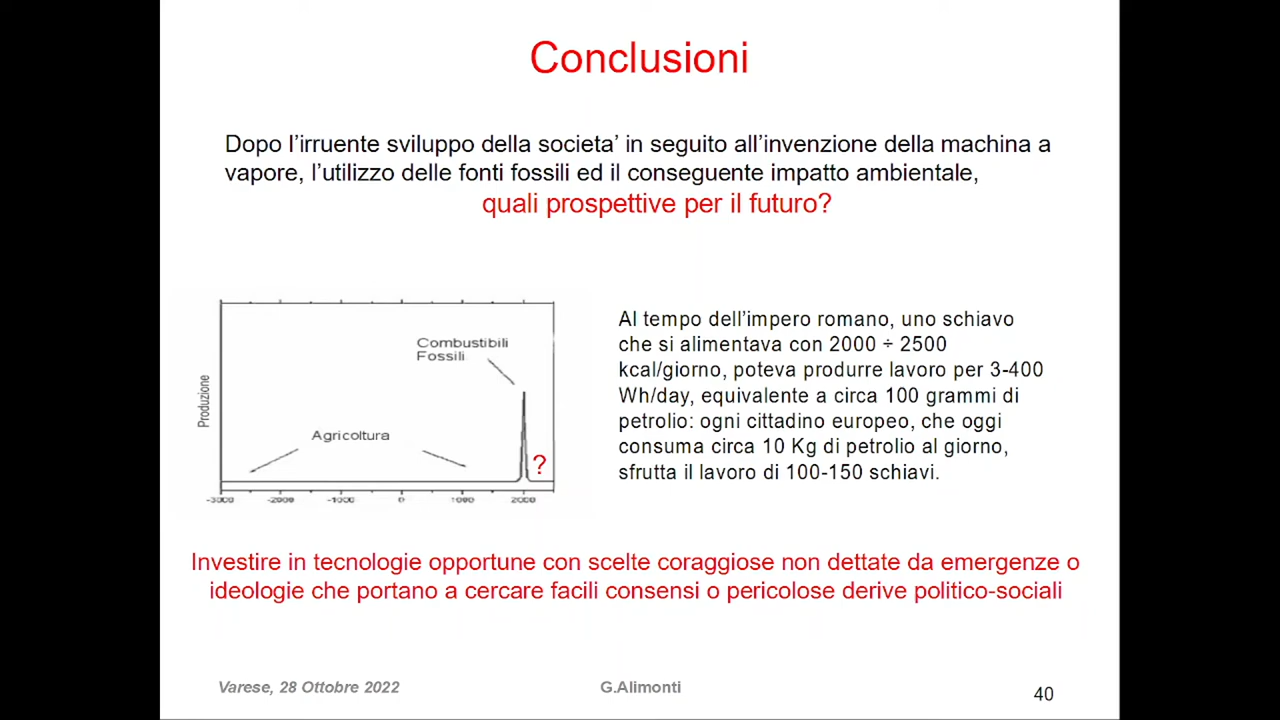 Conclusioni
Dopo l'irruente sviluppo della societa' in seguito all'invenzione della machina a
vapore, l'utilizzo delle fonti fossili ed il conseguente impatto ambientale,
quali prospettive per il futuro?
Combustibili
Fossili
Produzione
Agricoltura
?
-3000 -2000 -1000 0 1000 2000
Al tempo dell'impero romano, uno schiavo
che si alimentava con 2000 ÷ 2500
kcal/giorno, poteva produrre lavoro per 3-400
Wh/day, equivalente a circa 100 grammi di
petrolio: ogni cittadino europeo, che oggi
consuma circa 10 Kg di petrolio al giorno,
sfrutta il lavoro di 100-150 schiavi.
Investire in tecnologie opportune con scelte coraggiose non dettate da emergenze o
ideologie che portano a cercare facili consensi o pericolose derive politico-sociali
Varese, 28 Ottobre 2022
G.Alimonti
40